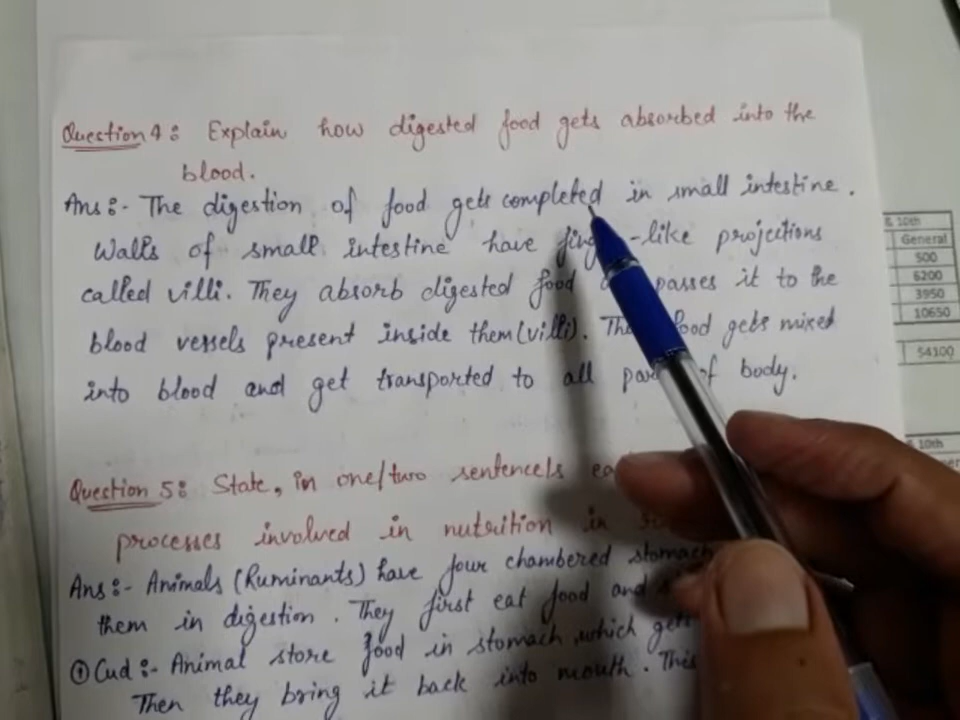 Question 4: Explain how digested food gets absorbed into the
blood.
Ans:- The digestion of food gets completed in small intestine.
Walls of small intestine have -like projections
called villi. They absorb digested food passes it to the
blood vessels present inside them (villi). food gets mixed
into blood and get transported to all of body.
Question 5: State, in one/two sentence/s
processes involved in nutrition in
Ans:- Animals (Ruminants) have four chambered stomach
them in digestion. They first eat food and
① Cud :- Animal store food in stomach, which gets
Then they bring it back into mouth. This
& 10th
General
500
6200
3950
10650
54100
10th